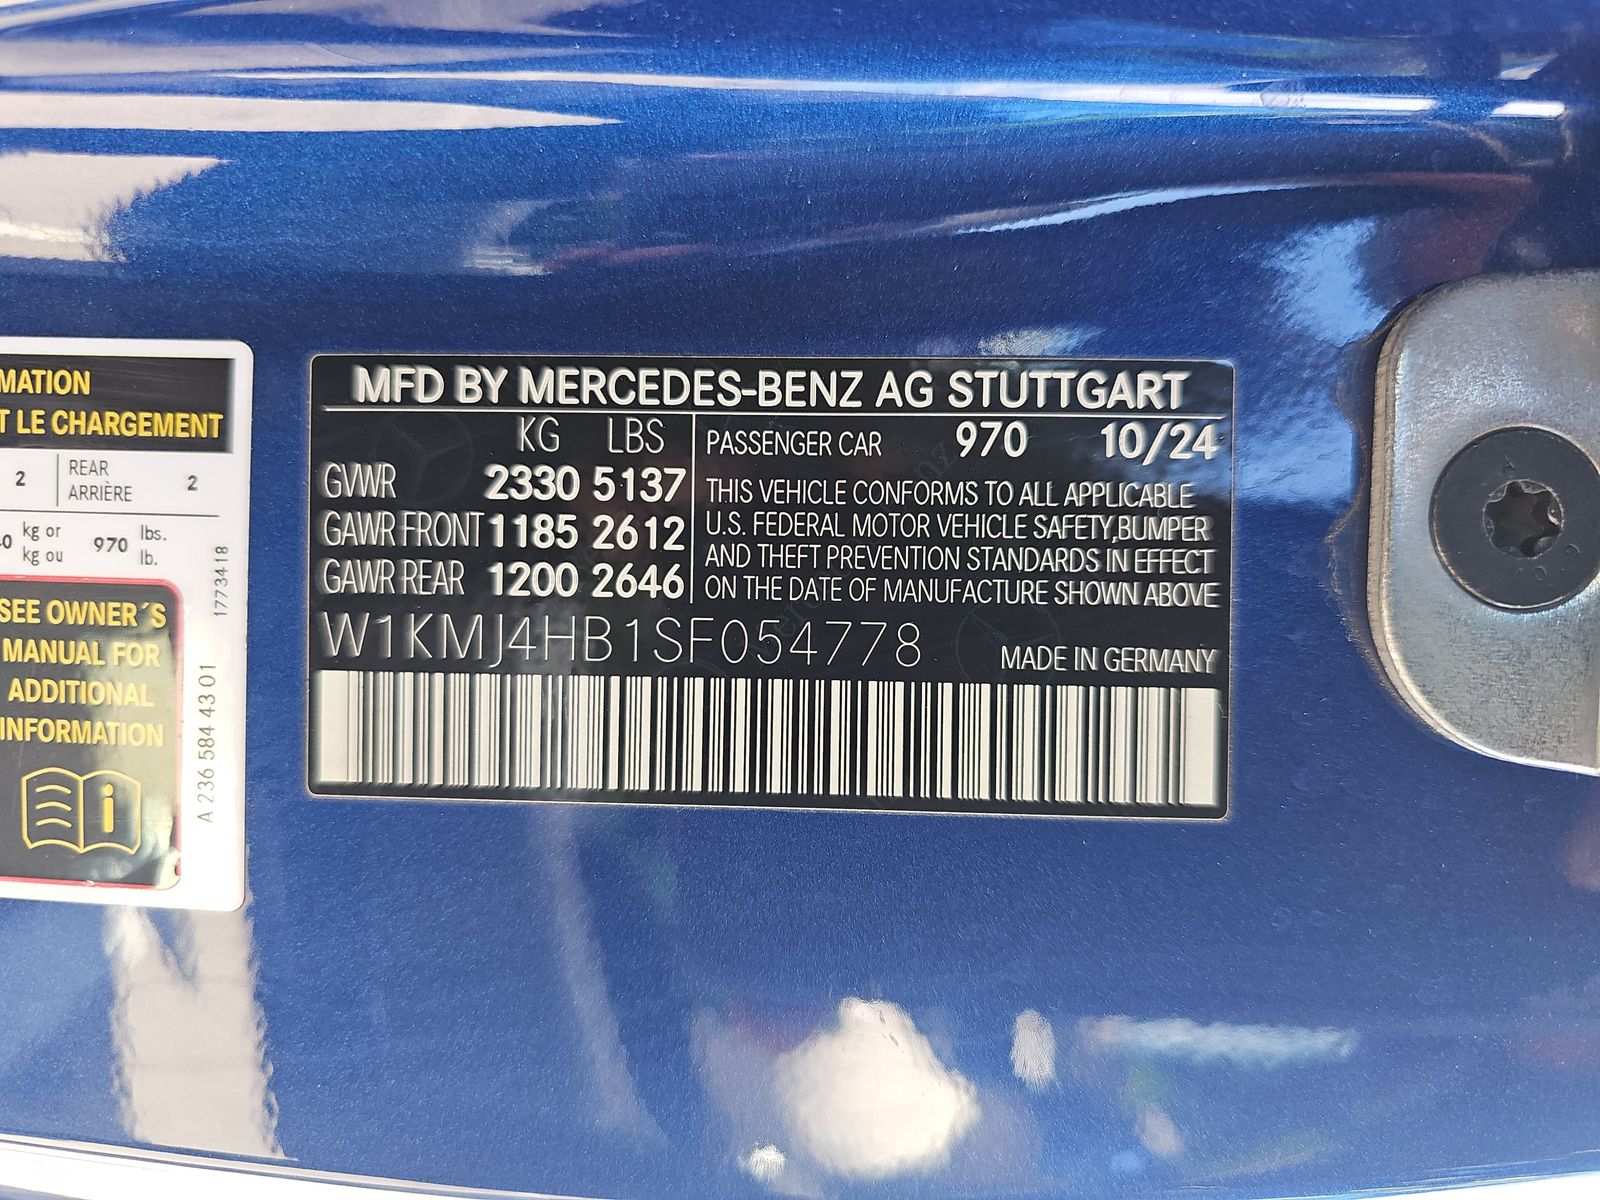 MATION
T LE CHARGEMENT
2 REAR
ARRIÈRE 2
kg or 970 lbs.
kg ou lb.
SEE OWNER´S
MANUAL FOR
ADDITIONAL
INFORMATION
1773418
A 236 584 43 01
MFD BY MERCEDES-BENZ AG STUTTGART
KG LBS
GVWR 2330 5137
GAWR FRONT 1185 2612
GAWR REAR 1200 2646
PASSENGER CAR 970 10/24
THIS VEHICLE CONFORMS TO ALL APPLICABLE
U.S. FEDERAL MOTOR VEHICLE SAFETY,BUMPER
AND THEFT PREVENTION STANDARDS IN EFFECT
ON THE DATE OF MANUFACTURE SHOWN ABOVE
W1KMJ4HB1SF054778
MADE IN GERMANY